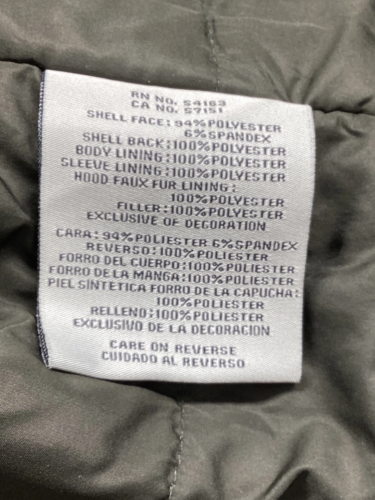 RN NO. 54163
CA NO. 57151
SHELL FACE: 94%POLYESTER
6%SPANDEX
SHELL BACK:100%POLYESTER
BODY LINING:100%POLYESTER
SLEEVE LINING:100%POLYESTER
HOOD FAUX FUR LINING:
100%POLYESTER
FILLER:100%POLYESTER
EXCLUSIVE OF DECORATION
CARA: 94%POLIESTER 6%SPANDEX
REVERSO:100%POLIESTER
FORRO DEL CUERPO:100%POLIESTER
FORRO DE LA MANGA:100%POLIESTER
PIEL SINTETICA FORRO DE LA CAPUCHA:
100%POLIESTER
RELLENO:100%POLIESTER
EXCLUSIVO DE LA DECORACION
CARE ON REVERSE
CUIDADO AL REVERSO